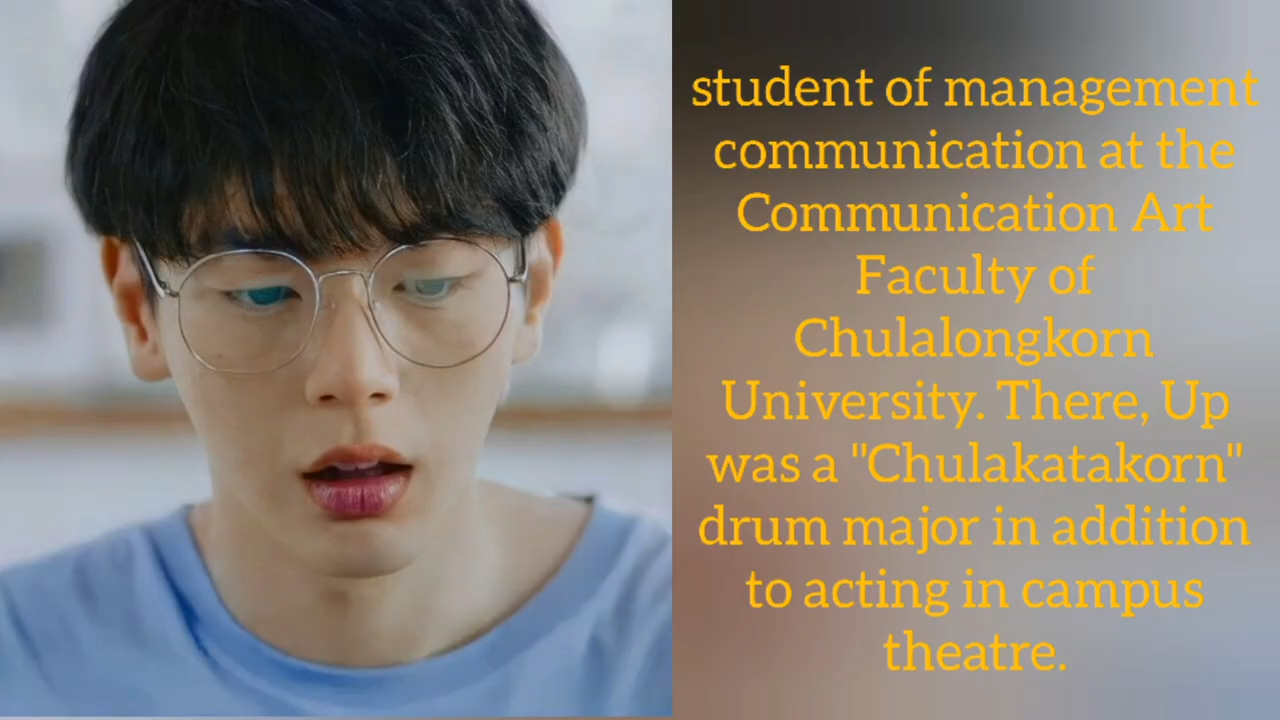 student of management
communication at the
Communication Art
Faculty of
Chulalongkorn
University. There, Up
was a "Chulakatakorn"
drum major in addition
to acting in campus
theatre.